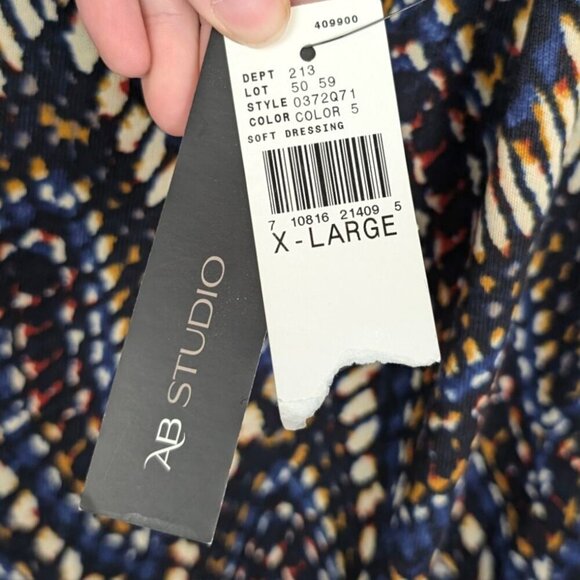 409900
DEPT 213
LOT 50 59
STYLE 0372Q71
COLOR COLOR 5
SOFT DRESSING
7 10816 21409 5
X-LARGE
AB STUDIO